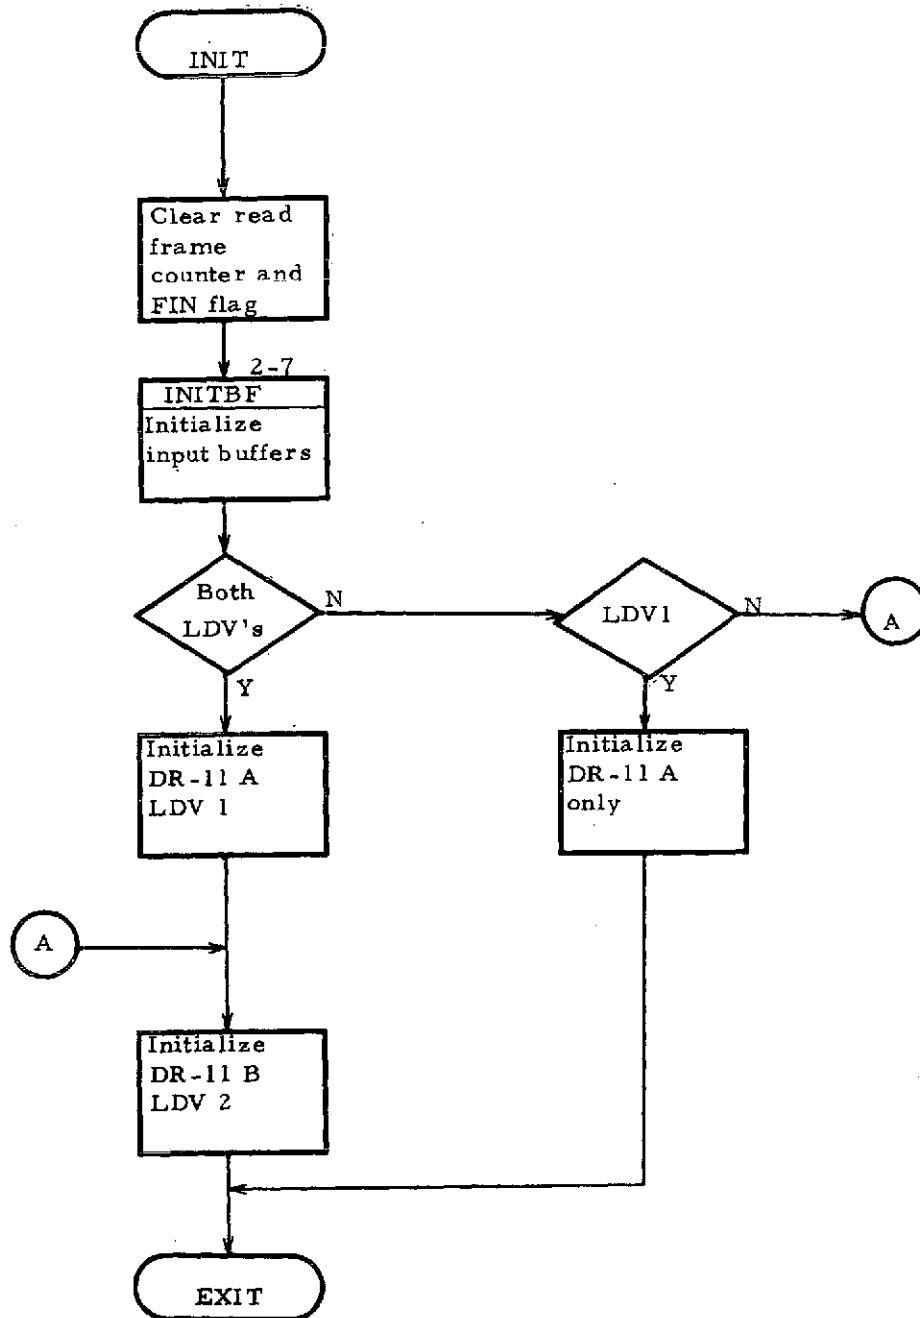 INIT
Clear read
frame
counter and
FIN flag
2-7
INITBF
Initialize
input buffers
Both
LDV's
N
Y
LDV1
N
A
Y
Initialize
DR-11 A
LDV 1
Initialize
DR-11 A
only
A
Initialize
DR-11 B
LDV 2
EXIT